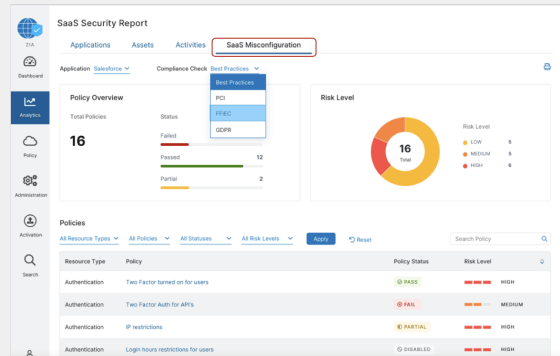 SaaS Security Report
ZIA
Applications Assets Activities SaaS Misconfiguration
Dashboard
Application Salesforce Compliance Check Best Practices
Best Practices
PCI
FFIEC
GDPR
Analytics
Policy Overview
Total Policies Status
16
Failed
Passed 12
Partial 2
Risk Level
16
Total
Risk Level
LOW 5
MEDIUM 5
HIGH 6
Policy
Administration
Activation
Search
Policies
All Resource Types All Policies All Statuses All Risk Levels Apply Reset Search Policy
Resource Type Policy Policy Status Risk Level
Authentication Two Factor turned on for users PASS HIGH
Authentication Two Factor Auth for API's FAIL MEDIUM
Authentication IP restrictions PARTIAL HIGH
Authentication Login hours restrictions for users DISABLED HIGH